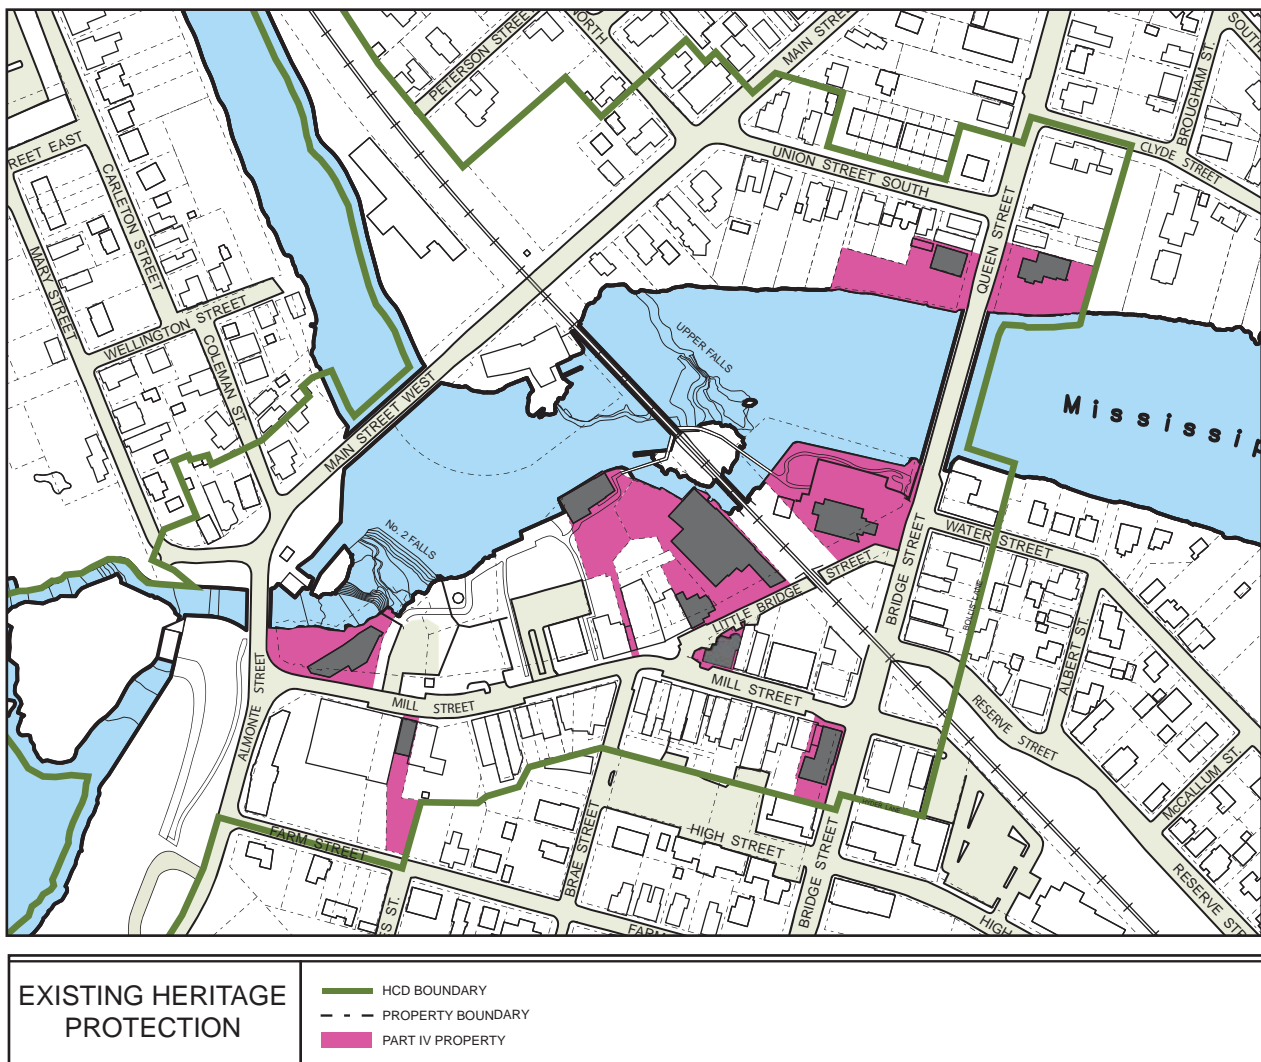 PETERSON STREET
NORTH
MAIN STREET
SOUTH
BROUGHAM ST.
CLYDE STREET
REET EAST
CARLETON STREET
UNION STREET SOUTH
QUEEN STREET
MARY STREET
WELLINGTON STREET
COLEMAN ST.
MAIN STREET WEST
UPPER FALLS
Mississip
No. 2 FALLS
WATER STREET
BRIDGE STREET
LITTLE BRIDGE STREET
ALBERT ST.
ALMONTE STREET
MILL STREET
MILL STREET
RESERVE STREET
McCALLUM ST.
FARM STREET
BRAE STREET
HIGH STREET
BRIDGE STREET
RESERVE STR
SS ST.
FARM
HIGH
EXISTING HERITAGE
PROTECTION
HCD BOUNDARY
PROPERTY BOUNDARY
PART IV PROPERTY